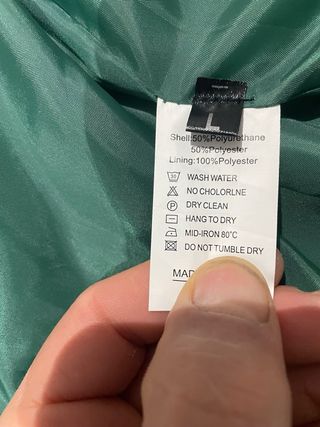 L
Shell:50%Polyurethane
50%Polyester
Lining:100%Polyester
30 WASH WATER
NO CHOLORLNE
P DRY CLEAN
HANG TO DRY
MID-IRON 80℃
DO NOT TUMBLE DRY
MAD